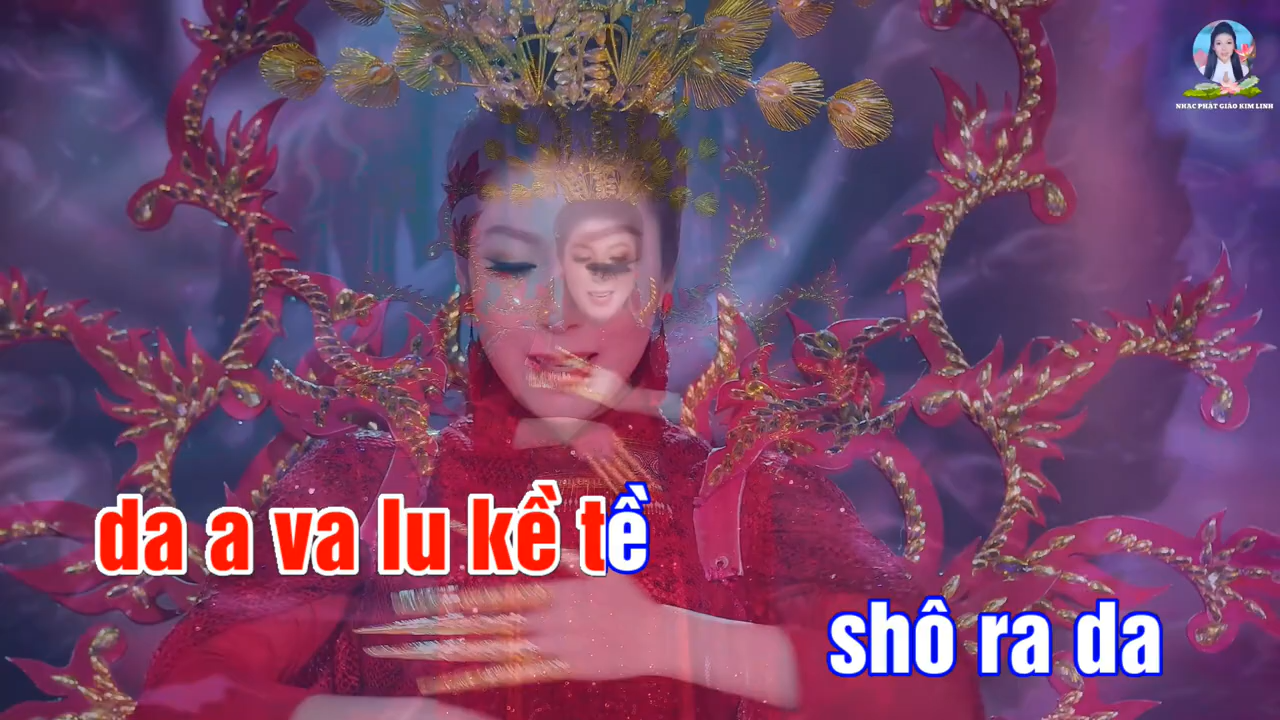 NHẠC PHẬT GIÁO KIM LINH
da a va lu kề tề
shô ra da